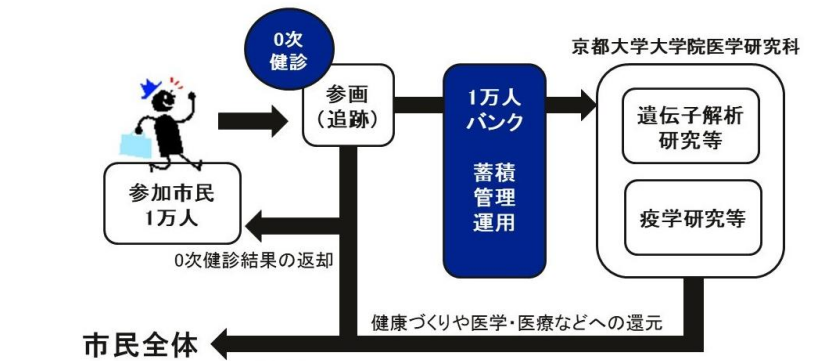 0次
健診
京都大学大学院医学研究科
参画
(追跡)
1万人
バンク
蓄積
管理
運用
遺伝子解析
研究等
疫学研究等
参加市民
1万人
0次健診結果の返却
健康づくりや医学・医療などへの還元
市民全体